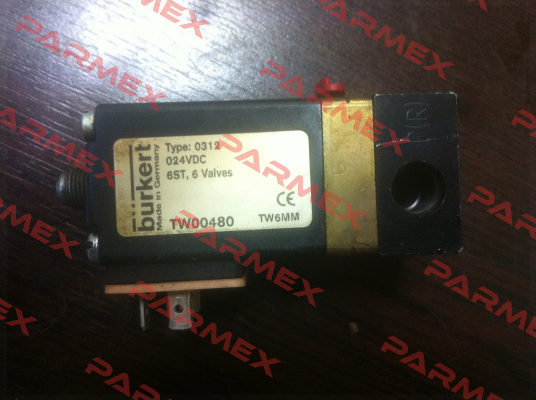 burkert
Made in Germany
Type: 0312
024VDC
6ST, 6 Valves
TW00480
CE
TW6MM
P(R)
PARMEX
PARMEX
PARMEX
PARMEX
PARMEX
PARMEX
PARMEX
PARMEX